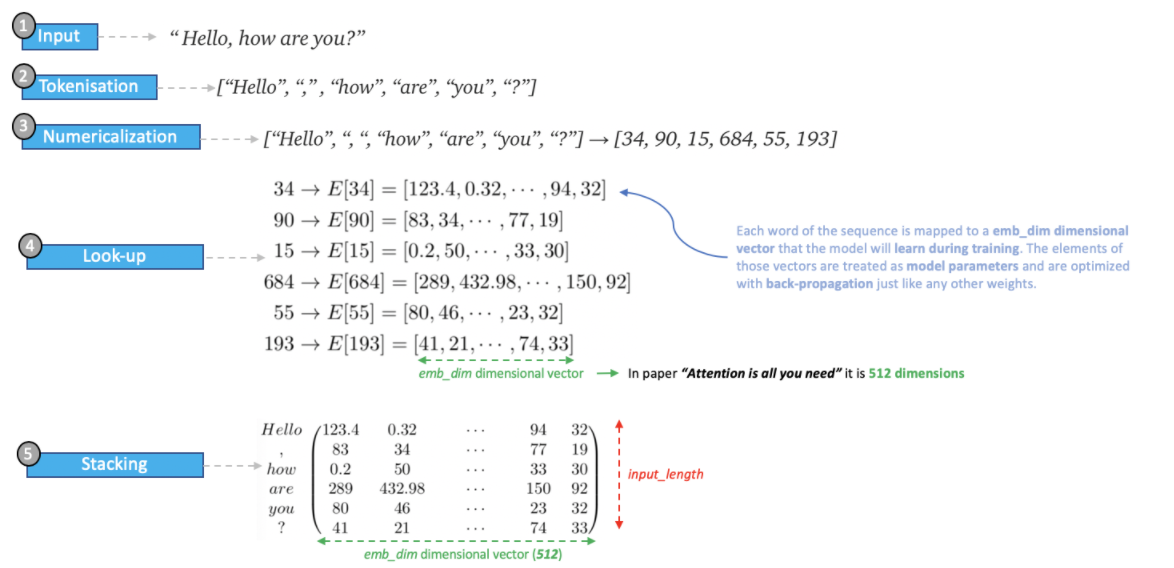 1
Input
“Hello, how are you?”
2
Tokenisation
[“Hello”, “,”, “how”, “are”, “you”, “?”]
3
Numericalization
[“Hello”, “, “, “how”, “are”, “you”, “?”] → [34, 90, 15, 684, 55, 193]
4
Look-up
34 → E[34] = [123.4, 0.32, ··· , 94, 32]
90 → E[90] = [83, 34, ··· , 77, 19]
15 → E[15] = [0.2, 50, ··· , 33, 30]
684 → E[684] = [289, 432.98, ··· , 150, 92]
55 → E[55] = [80, 46, ··· , 23, 32]
193 → E[193] = [41, 21, ··· , 74, 33]
Each word of the sequence is mapped to a emb_dim dimensional
vector that the model will learn during training. The elements of
those vectors are treated as model parameters and are optimized
with back-propagation just like any other weights.
emb_dim dimensional vector → In paper “Attention is all you need” it is 512 dimensions
5
Stacking
Hello 123.4 0.32 ··· 94 32
, 83 34 ··· 77 19
how 0.2 50 ··· 33 30
are 289 432.98 ··· 150 92
you 80 46 ··· 23 32
? 41 21 ··· 74 33
input_length
emb_dim dimensional vector (512)